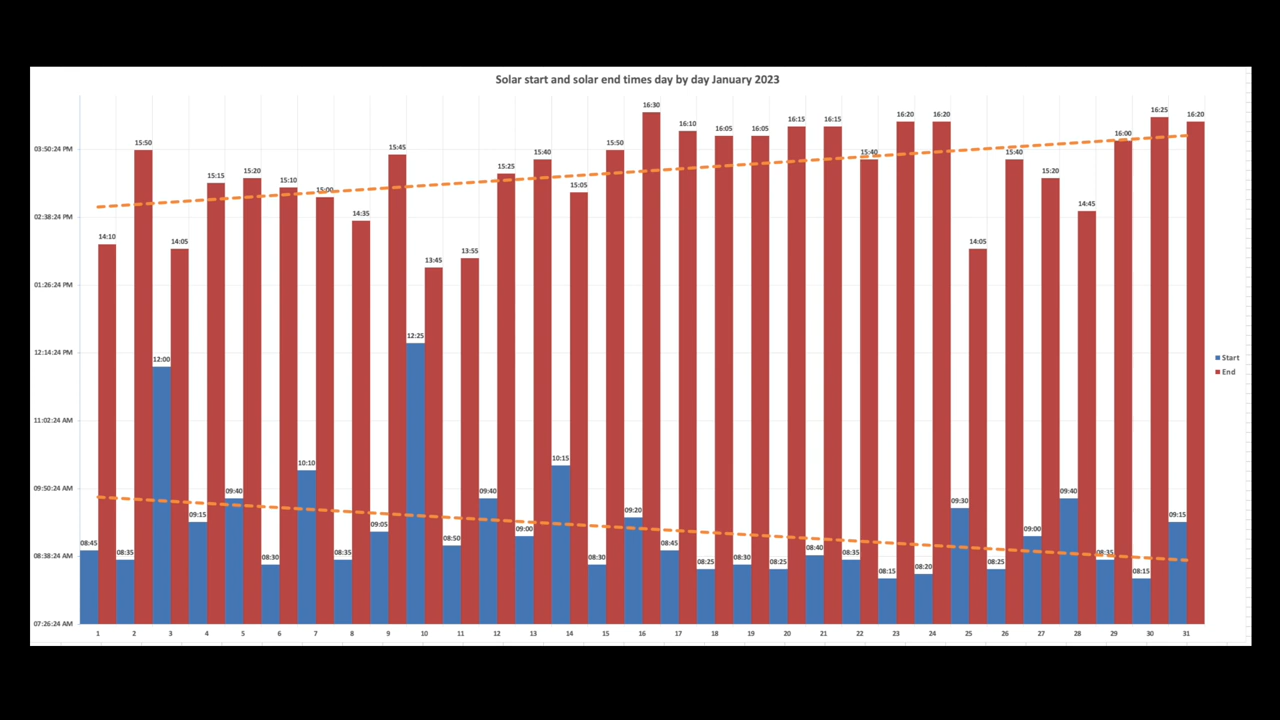 Solar start and solar end times day by day January 2023
03:50:24 PM
02:38:24 PM
01:26:24 PM
12:14:24 PM
11:02:24 AM
09:50:24 AM
08:38:24 AM
07:26:24 AM
08:45 14:10
08:35 15:50
12:00 14:05
09:15 15:15
09:40 15:20
08:30 15:10
10:10 15:00
08:35 14:35
09:05 15:45
12:25 13:45
08:50 13:55
09:40 15:25
09:00 15:40
10:15 15:05
08:30 15:50
09:20 16:30
08:45 16:10
08:25 16:05
08:30 16:05
08:25 16:15
08:40 16:15
08:35 15:40
08:15 16:20
08:20 16:20
09:30 14:05
08:25 15:40
09:00 15:20
09:40 14:45
08:35 16:00
08:15 16:25
09:15 16:20
1 2 3 4 5 6 7 8 9 10 11 12 13 14 15 16 17 18 19 20 21 22 23 24 25 26 27 28 29 30 31
Start
End